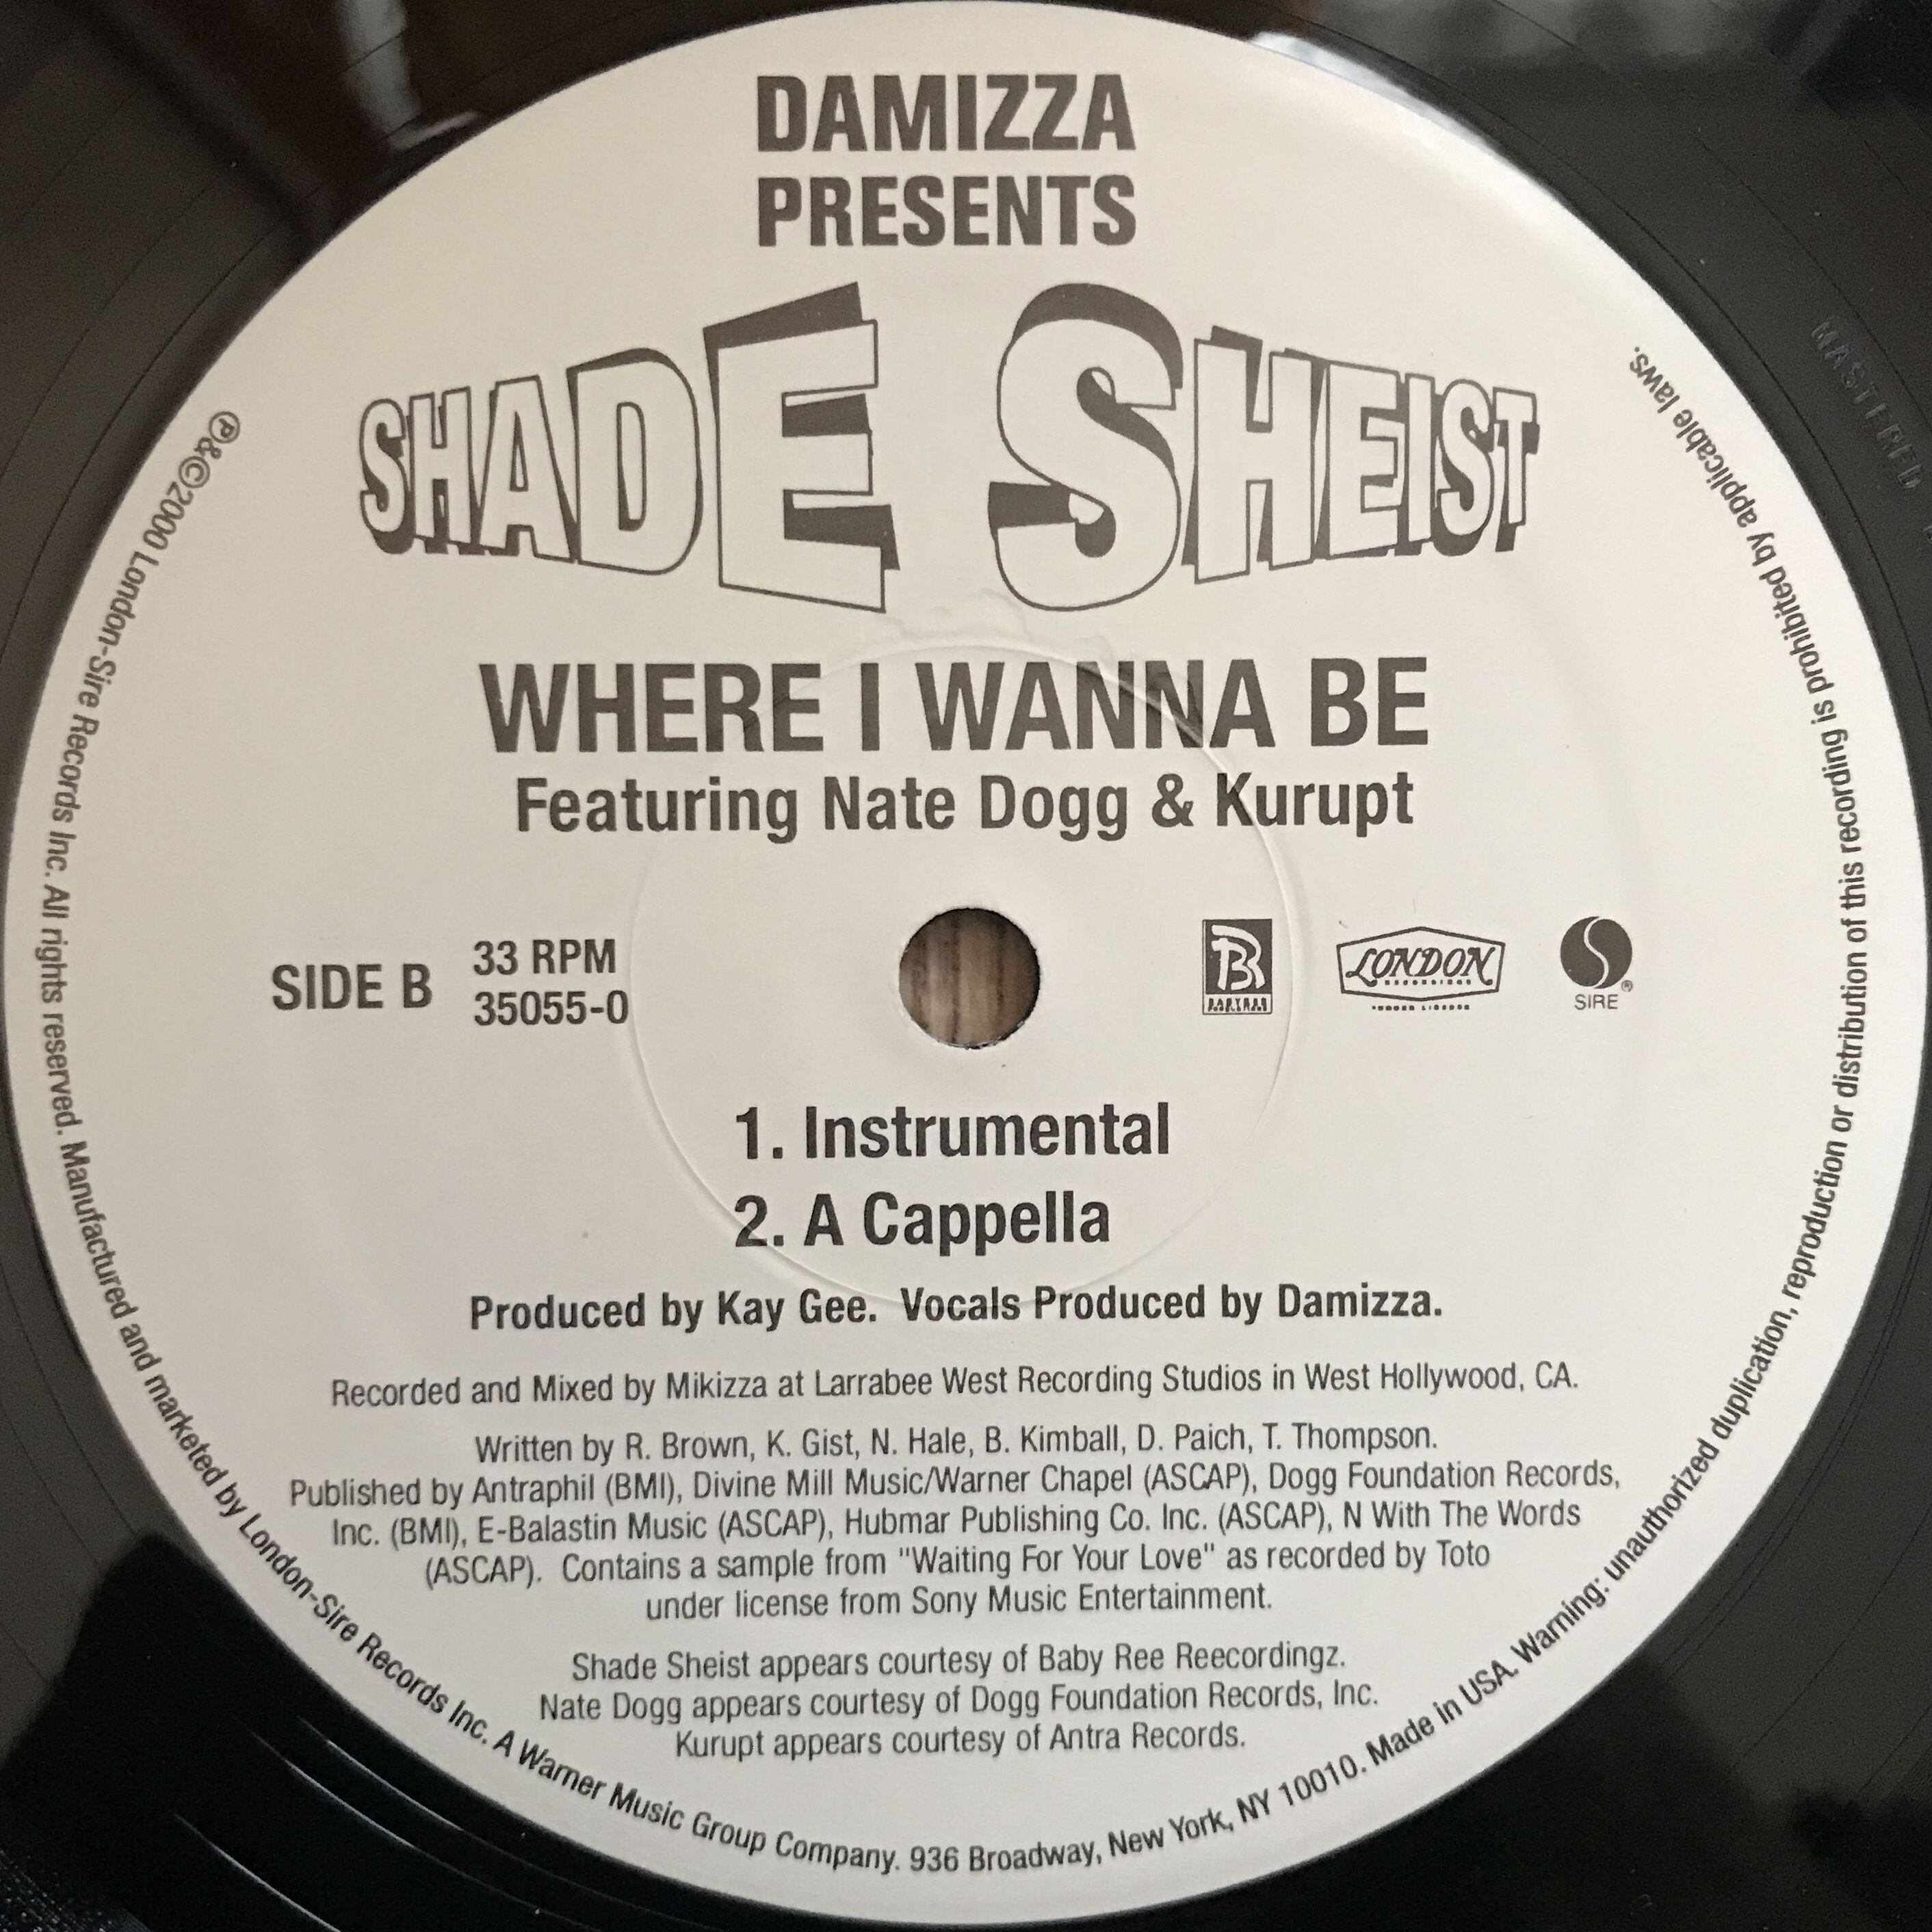 DAMIZZA
PRESENTS
SHADE SHEIST
WHERE I WANNA BE
Featuring Nate Dogg & Kurupt
SIDE B
33 RPM
35055-0
LONDON
SIRE®
1. Instrumental
2. A Cappella
Produced by Kay Gee. Vocals Produced by Damizza.
Recorded and Mixed by Mikizza at Larrabee West Recording Studios in West Hollywood, CA.
Written by R. Brown, K. Gist, N. Hale, B. Kimball, D. Paich, T. Thompson.
Published by Antraphil (BMI), Divine Mill Music/Warner Chapel (ASCAP), Dogg Foundation Records,
Inc. (BMI), E-Balastin Music (ASCAP), Hubmar Publishing Co. Inc. (ASCAP), N With The Words
(ASCAP). Contains a sample from "Waiting For Your Love" as recorded by Toto
under license from Sony Music Entertainment.
Shade Sheist appears courtesy of Baby Ree Reecordingz.
Nate Dogg appears courtesy of Dogg Foundation Records, Inc.
Kurupt appears courtesy of Antra Records.
℗&©2000 London-Sire Records Inc. All rights reserved. Manufactured and marketed by London-Sire Records Inc. A Warner Music Group Company. 936 Broadway, New York, NY 10010. Made in USA. Warning: unauthorized duplication, reproduction or distribution of this recording is prohibited by applicable laws.
MASTERED